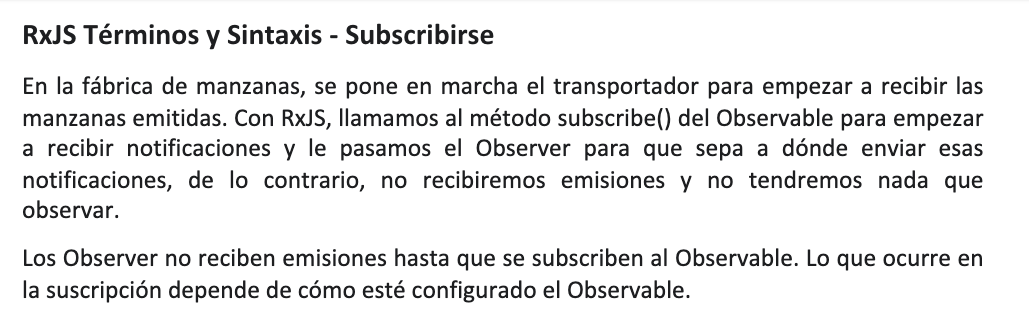 RxJS Términos y Sintaxis - Subscribirse
En la fábrica de manzanas, se pone en marcha el transportador para empezar a recibir las
manzanas emitidas. Con RxJS, llamamos al método subscribe() del Observable para empezar
a recibir notificaciones y le pasamos el Observer para que sepa a dónde enviar esas
notificaciones, de lo contrario, no recibiremos emisiones y no tendremos nada que
observar.
Los Observer no reciben emisiones hasta que se subscriben al Observable. Lo que ocurre en
la suscripción depende de cómo esté configurado el Observable.